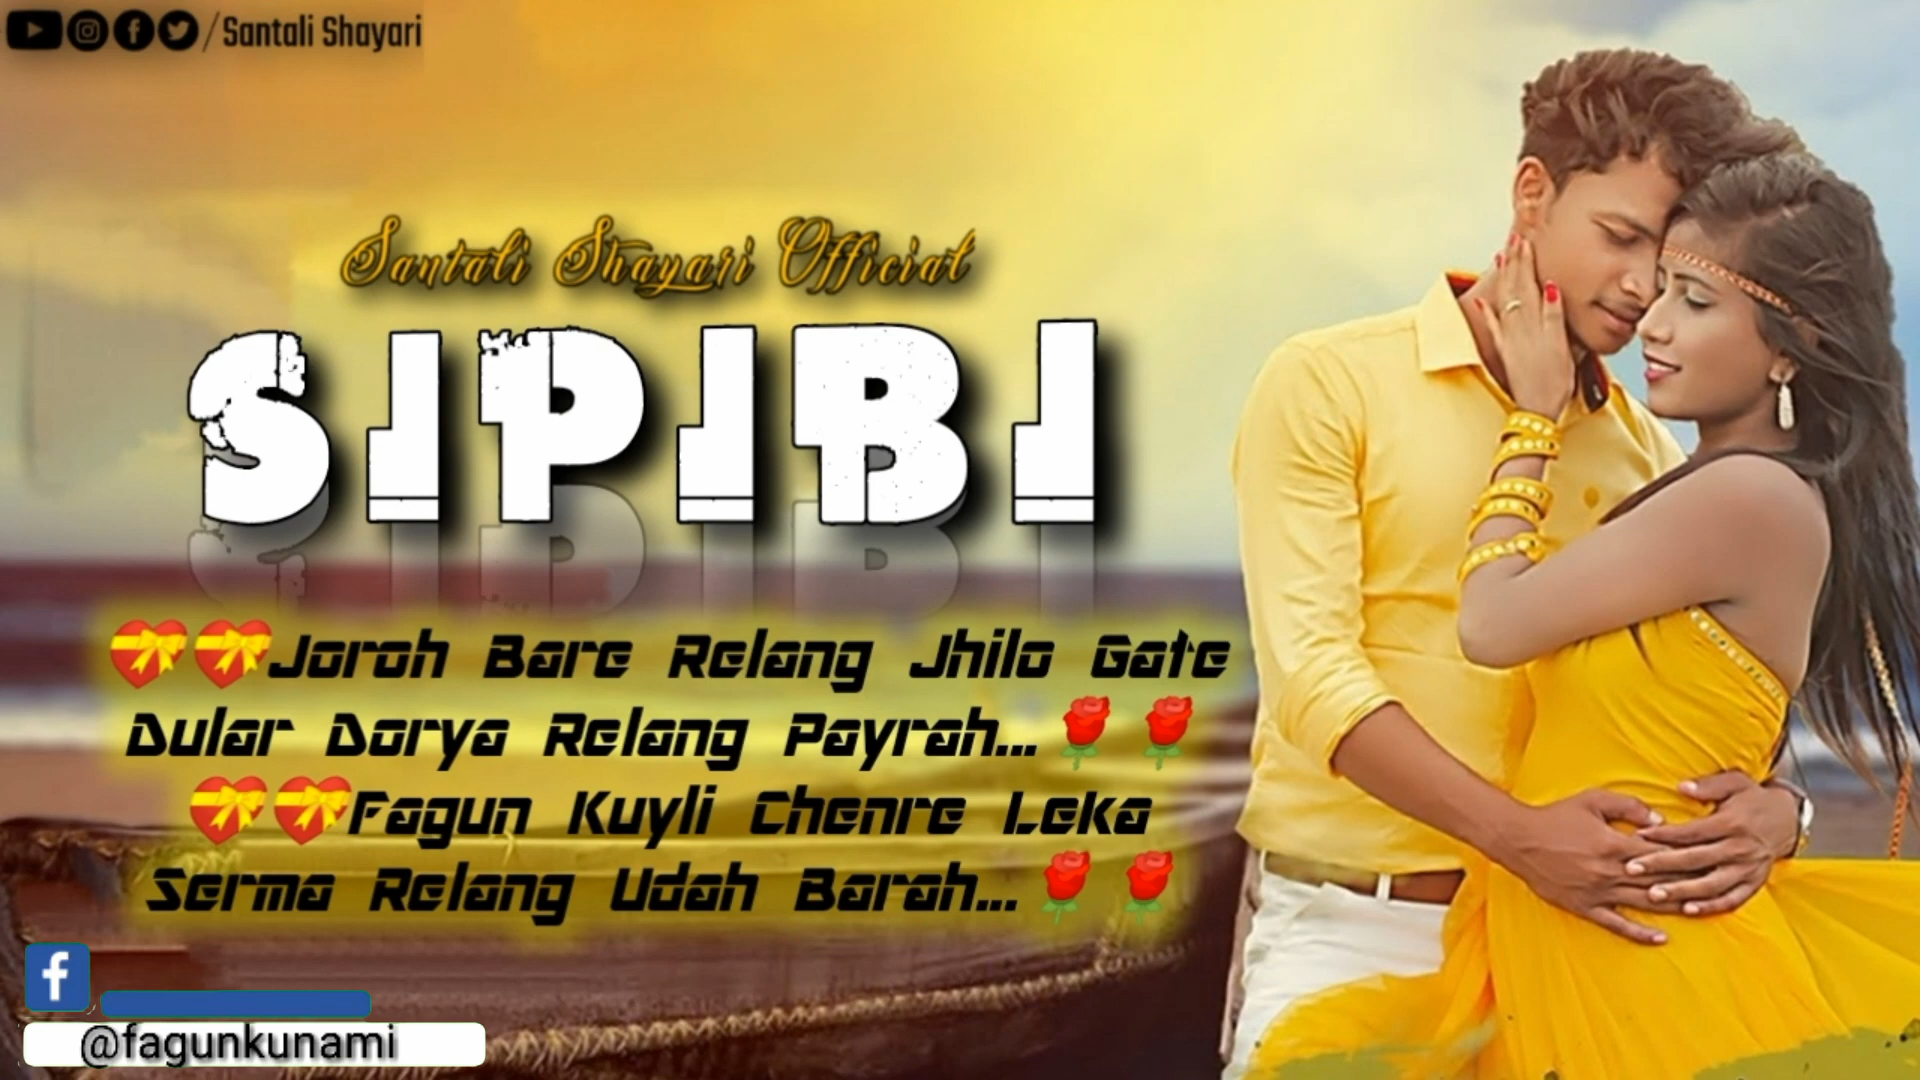 /Santali Shayari
Santali Shayari Official
SIPIBI
💝💝Joroh Bare Relang Jhilo Gate
Dular Dorya Relang Payrah...🌹🌹
💝💝Fagun Kuyli Chenre Leka
Serma Relang Udah Barah...🌹🌹
f
@fagunkunami